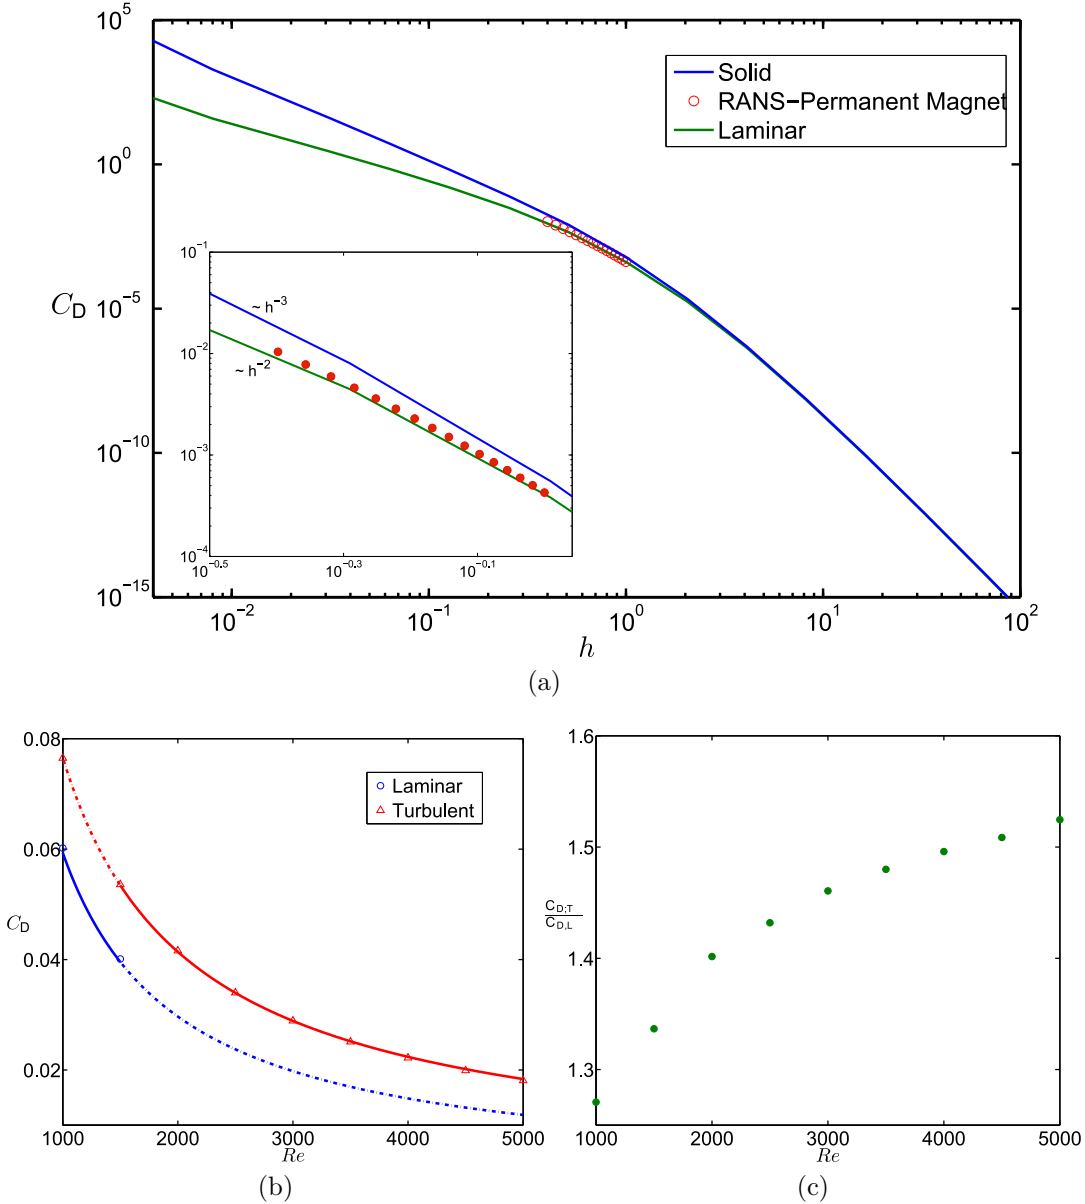 10^5
10^0
10^−5
10^−10
10^−15
C_D
Solid
RANS−Permanent Magnet
Laminar
10^−1
10^−2
10^−3
10^−4
~ h^−3
~ h^−2
10^−0.5
10^−0.3
10^−0.1
10^−2
10^−1
10^0
10^1
10^2
h
(a)
0.08
0.06
0.04
0.02
C_D
Laminar
Turbulent
1000
2000
3000
4000
5000
Re
(b)
1.6
1.5
1.4
1.3
C_D;T
C_D,L
1000
2000
3000
4000
5000
Re
(c)